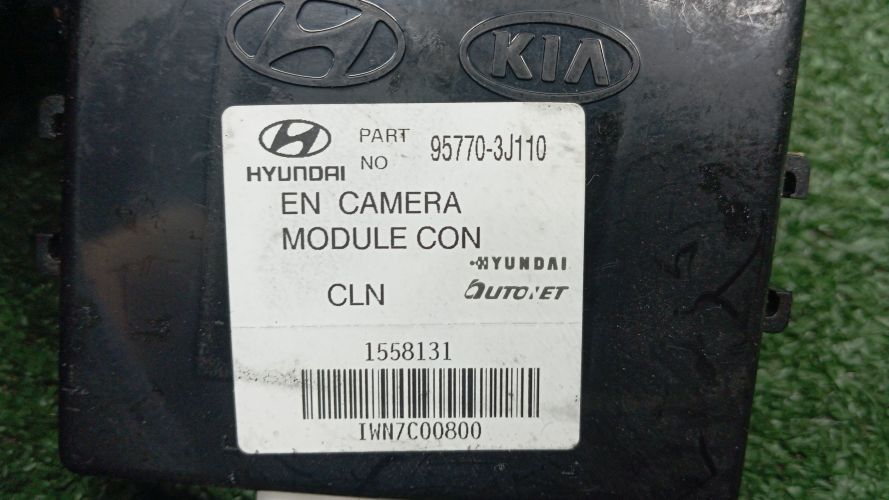 KIA
PART
NO
95770-3J110
HYUNDAI
EN CAMERA
MODULE CON
HYUNDAI
AUTONET
CLN
1558131
IWN7C00800